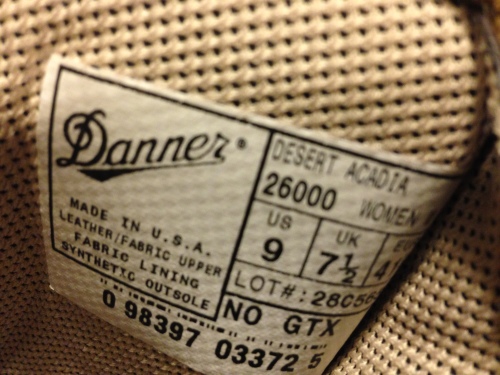 Danner®
MADE IN U.S.A.
LEATHER/FABRIC UPPER
FABRIC LINING
SYNTHETIC OUTSOLE
DESERT ACADIA
26000 WOMEN
US UK
9 7½
LOT#: 28C5
NO GTX
0 98397 03372 5